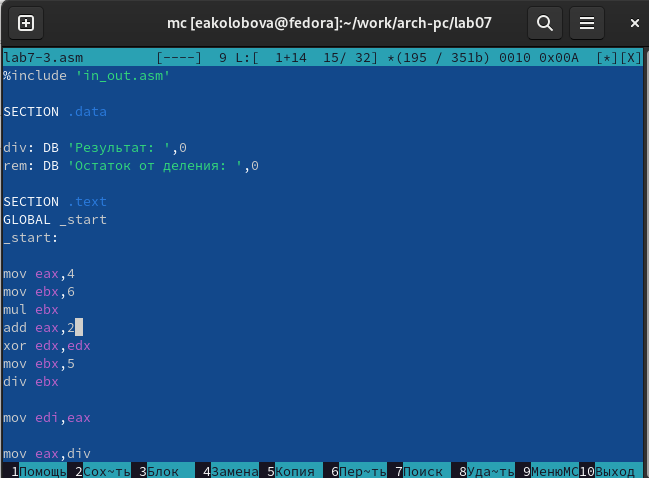 mc [eakolobova@fedora]:~/work/arch-pc/lab07
lab7-3.asm [----] 9 L:[ 1+14 15/ 32] *(195 / 351b) 0010 0x00A [*][X]
%include 'in_out.asm'
SECTION .data
div: DB 'Результат: ',0
rem: DB 'Остаток от деления: ',0
SECTION .text
GLOBAL _start
_start:
mov eax,4
mov ebx,6
mul ebx
add eax,2
xor edx,edx
mov ebx,5
div ebx
mov edi,eax
mov eax,div
1Помощь 2Сох~ть 3Блок 4Замена 5Копия 6Пер~ть 7Поиск 8Уда~ть 9МенюMC 10Выход